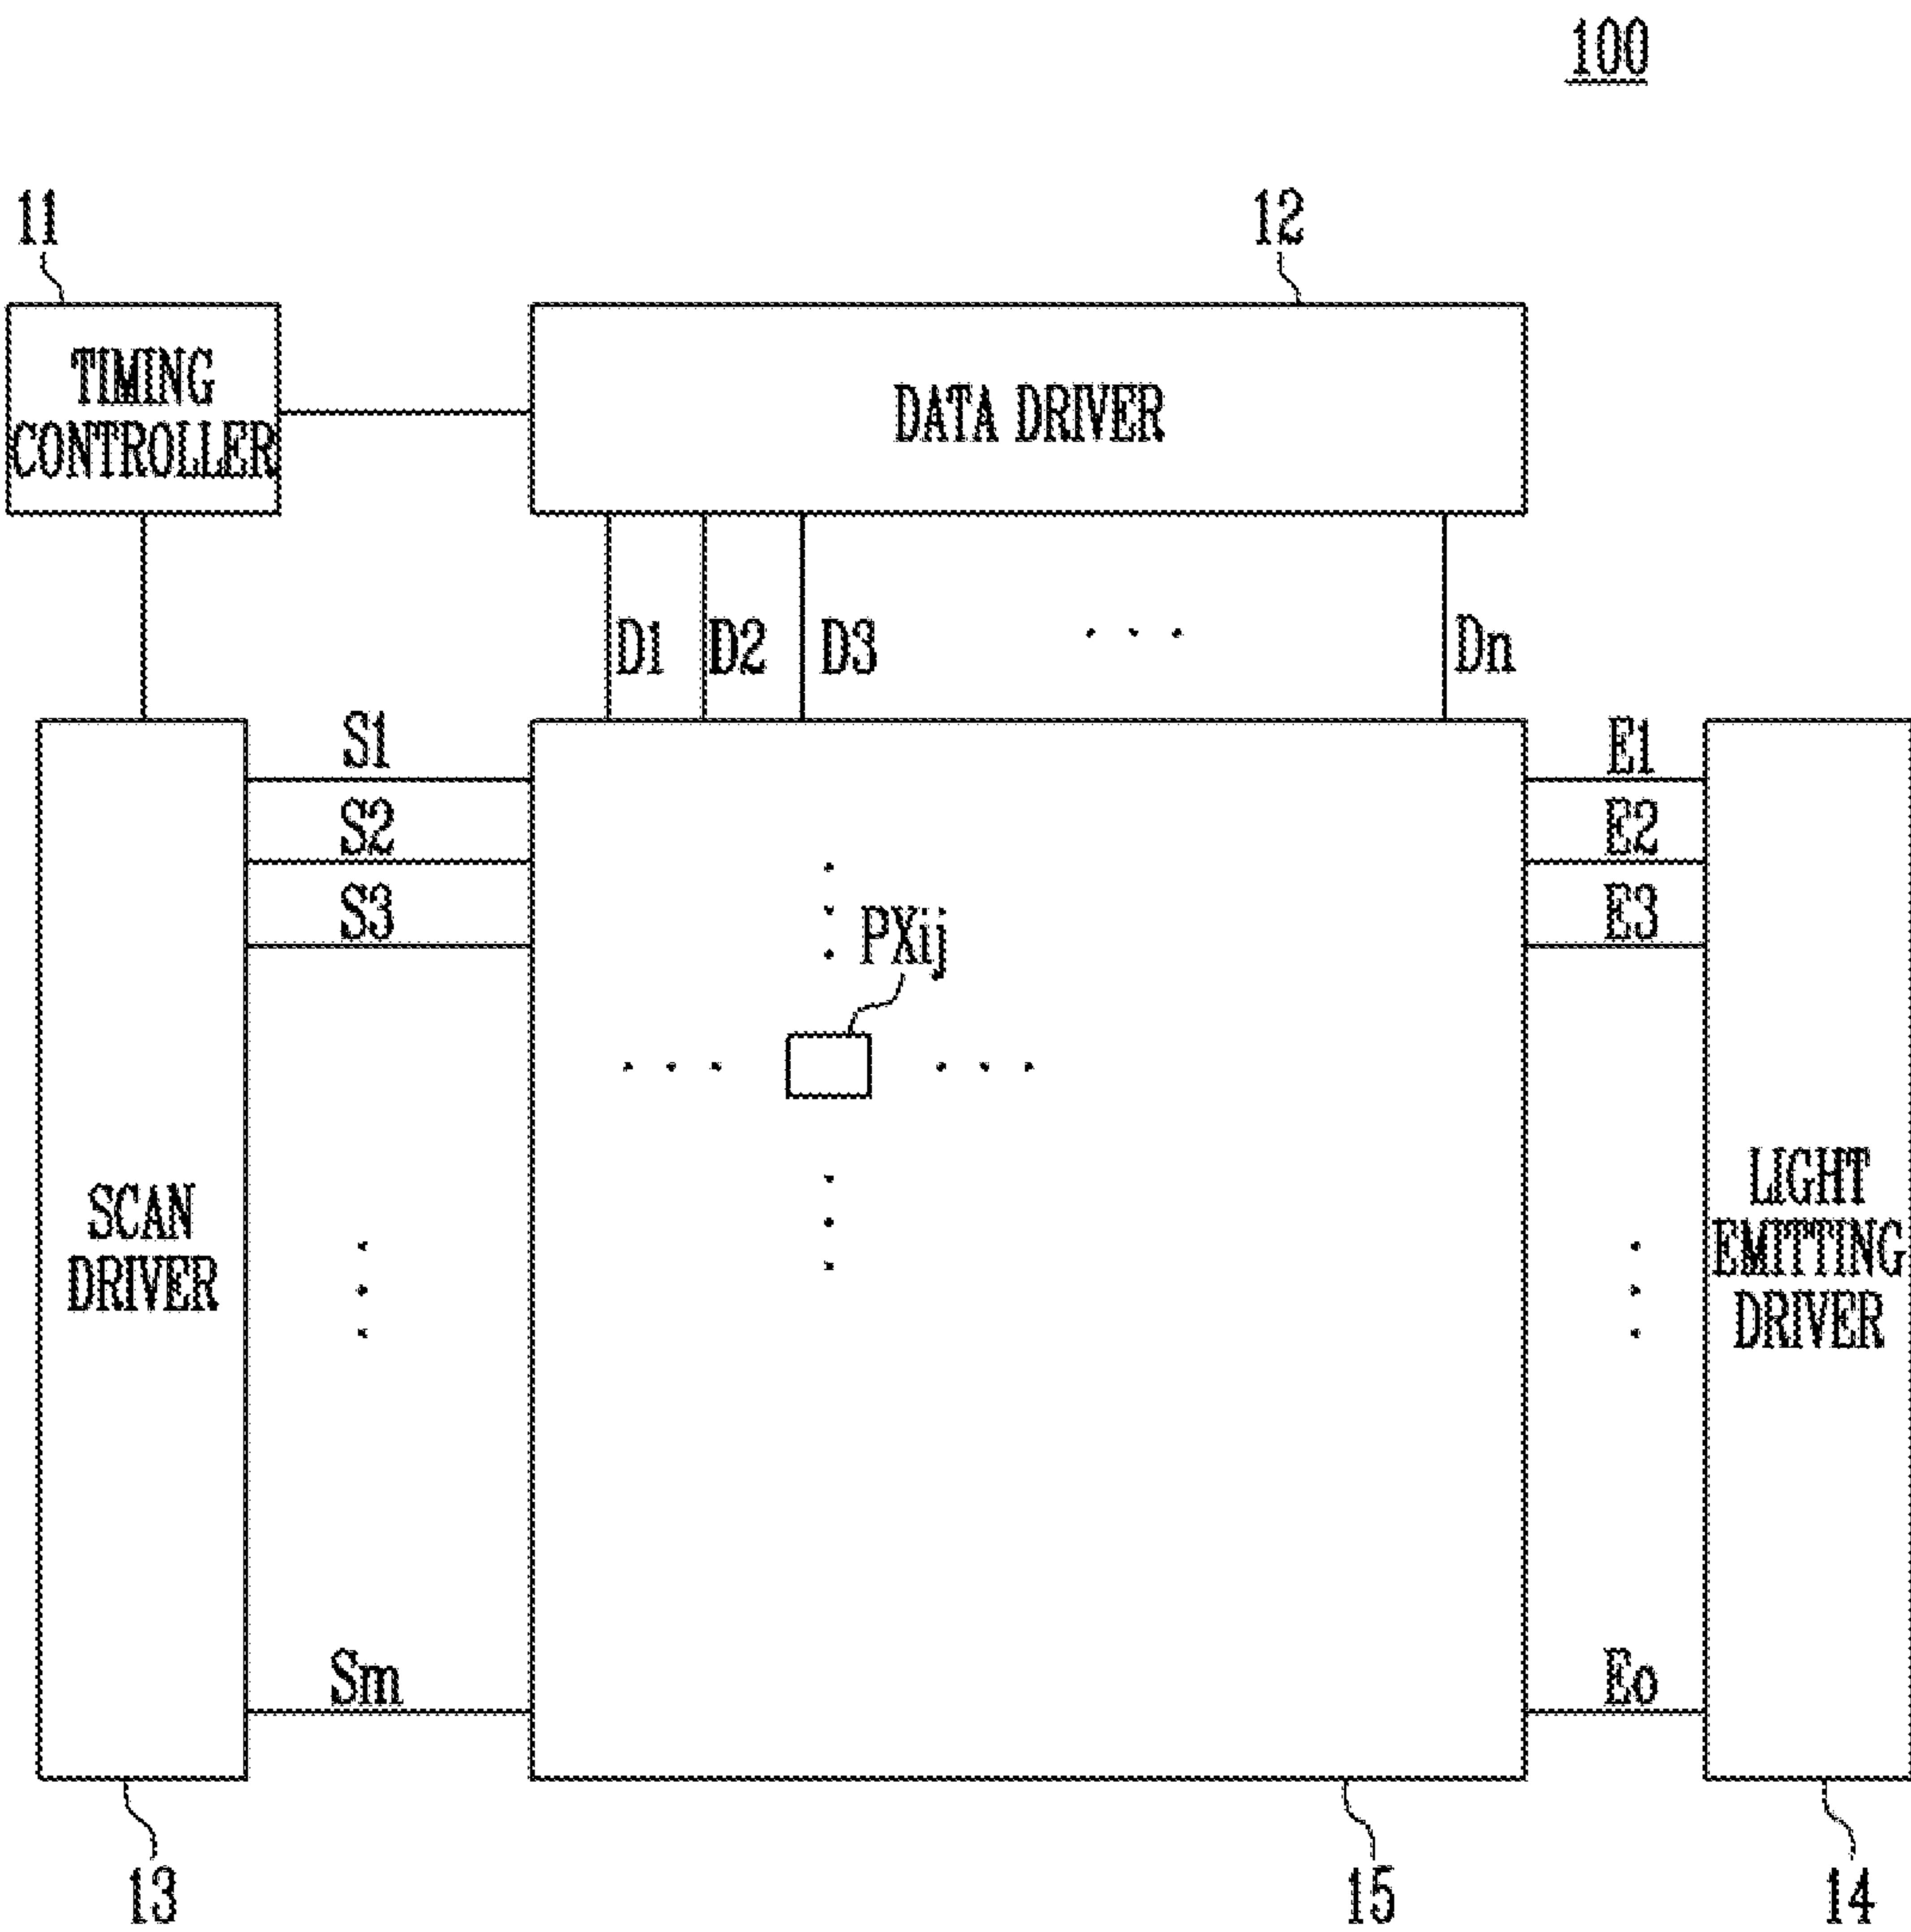 100
11
12
TIMING
CONTROLLER
DATA DRIVER
D1
D2
D3
. . .
Dn
S1
E1
S2
E2
S3
E3
PXij
SCAN
DRIVER
LIGHT
EMITTING
DRIVER
Sm
Eo
13
15
14